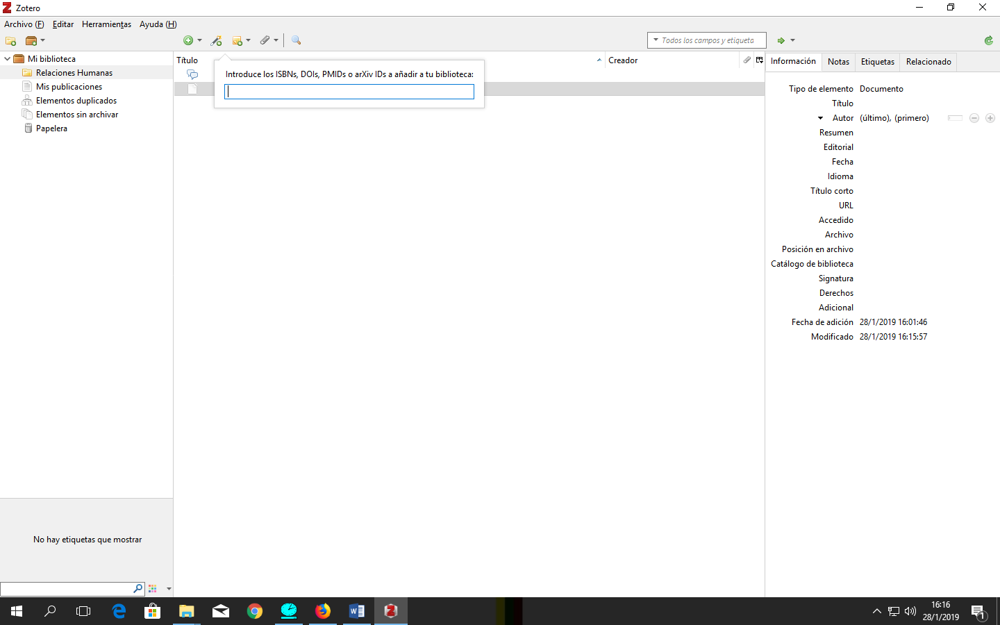 Zotero
Archivo (F) Editar Herramientas Ayuda (H)
Todos los campos y etiqueta
Mi biblioteca
Relaciones Humanas
Mis publicaciones
Elementos duplicados
Elementos sin archivar
Papelera
No hay etiquetas que mostrar
Título Creador
Introduce los ISBNs, DOIs, PMIDs o arXiv IDs a añadir a tu biblioteca:
Información Notas Etiquetas Relacionado
Tipo de elemento Documento
Título
Autor (último), (primero)
Resumen
Editorial
Fecha
Idioma
Título corto
URL
Accedido
Archivo
Posición en archivo
Catálogo de biblioteca
Signatura
Derechos
Adicional
Fecha de adición 28/1/2019 16:01:46
Modificado 28/1/2019 16:15:57
16:16
28/1/2019
1